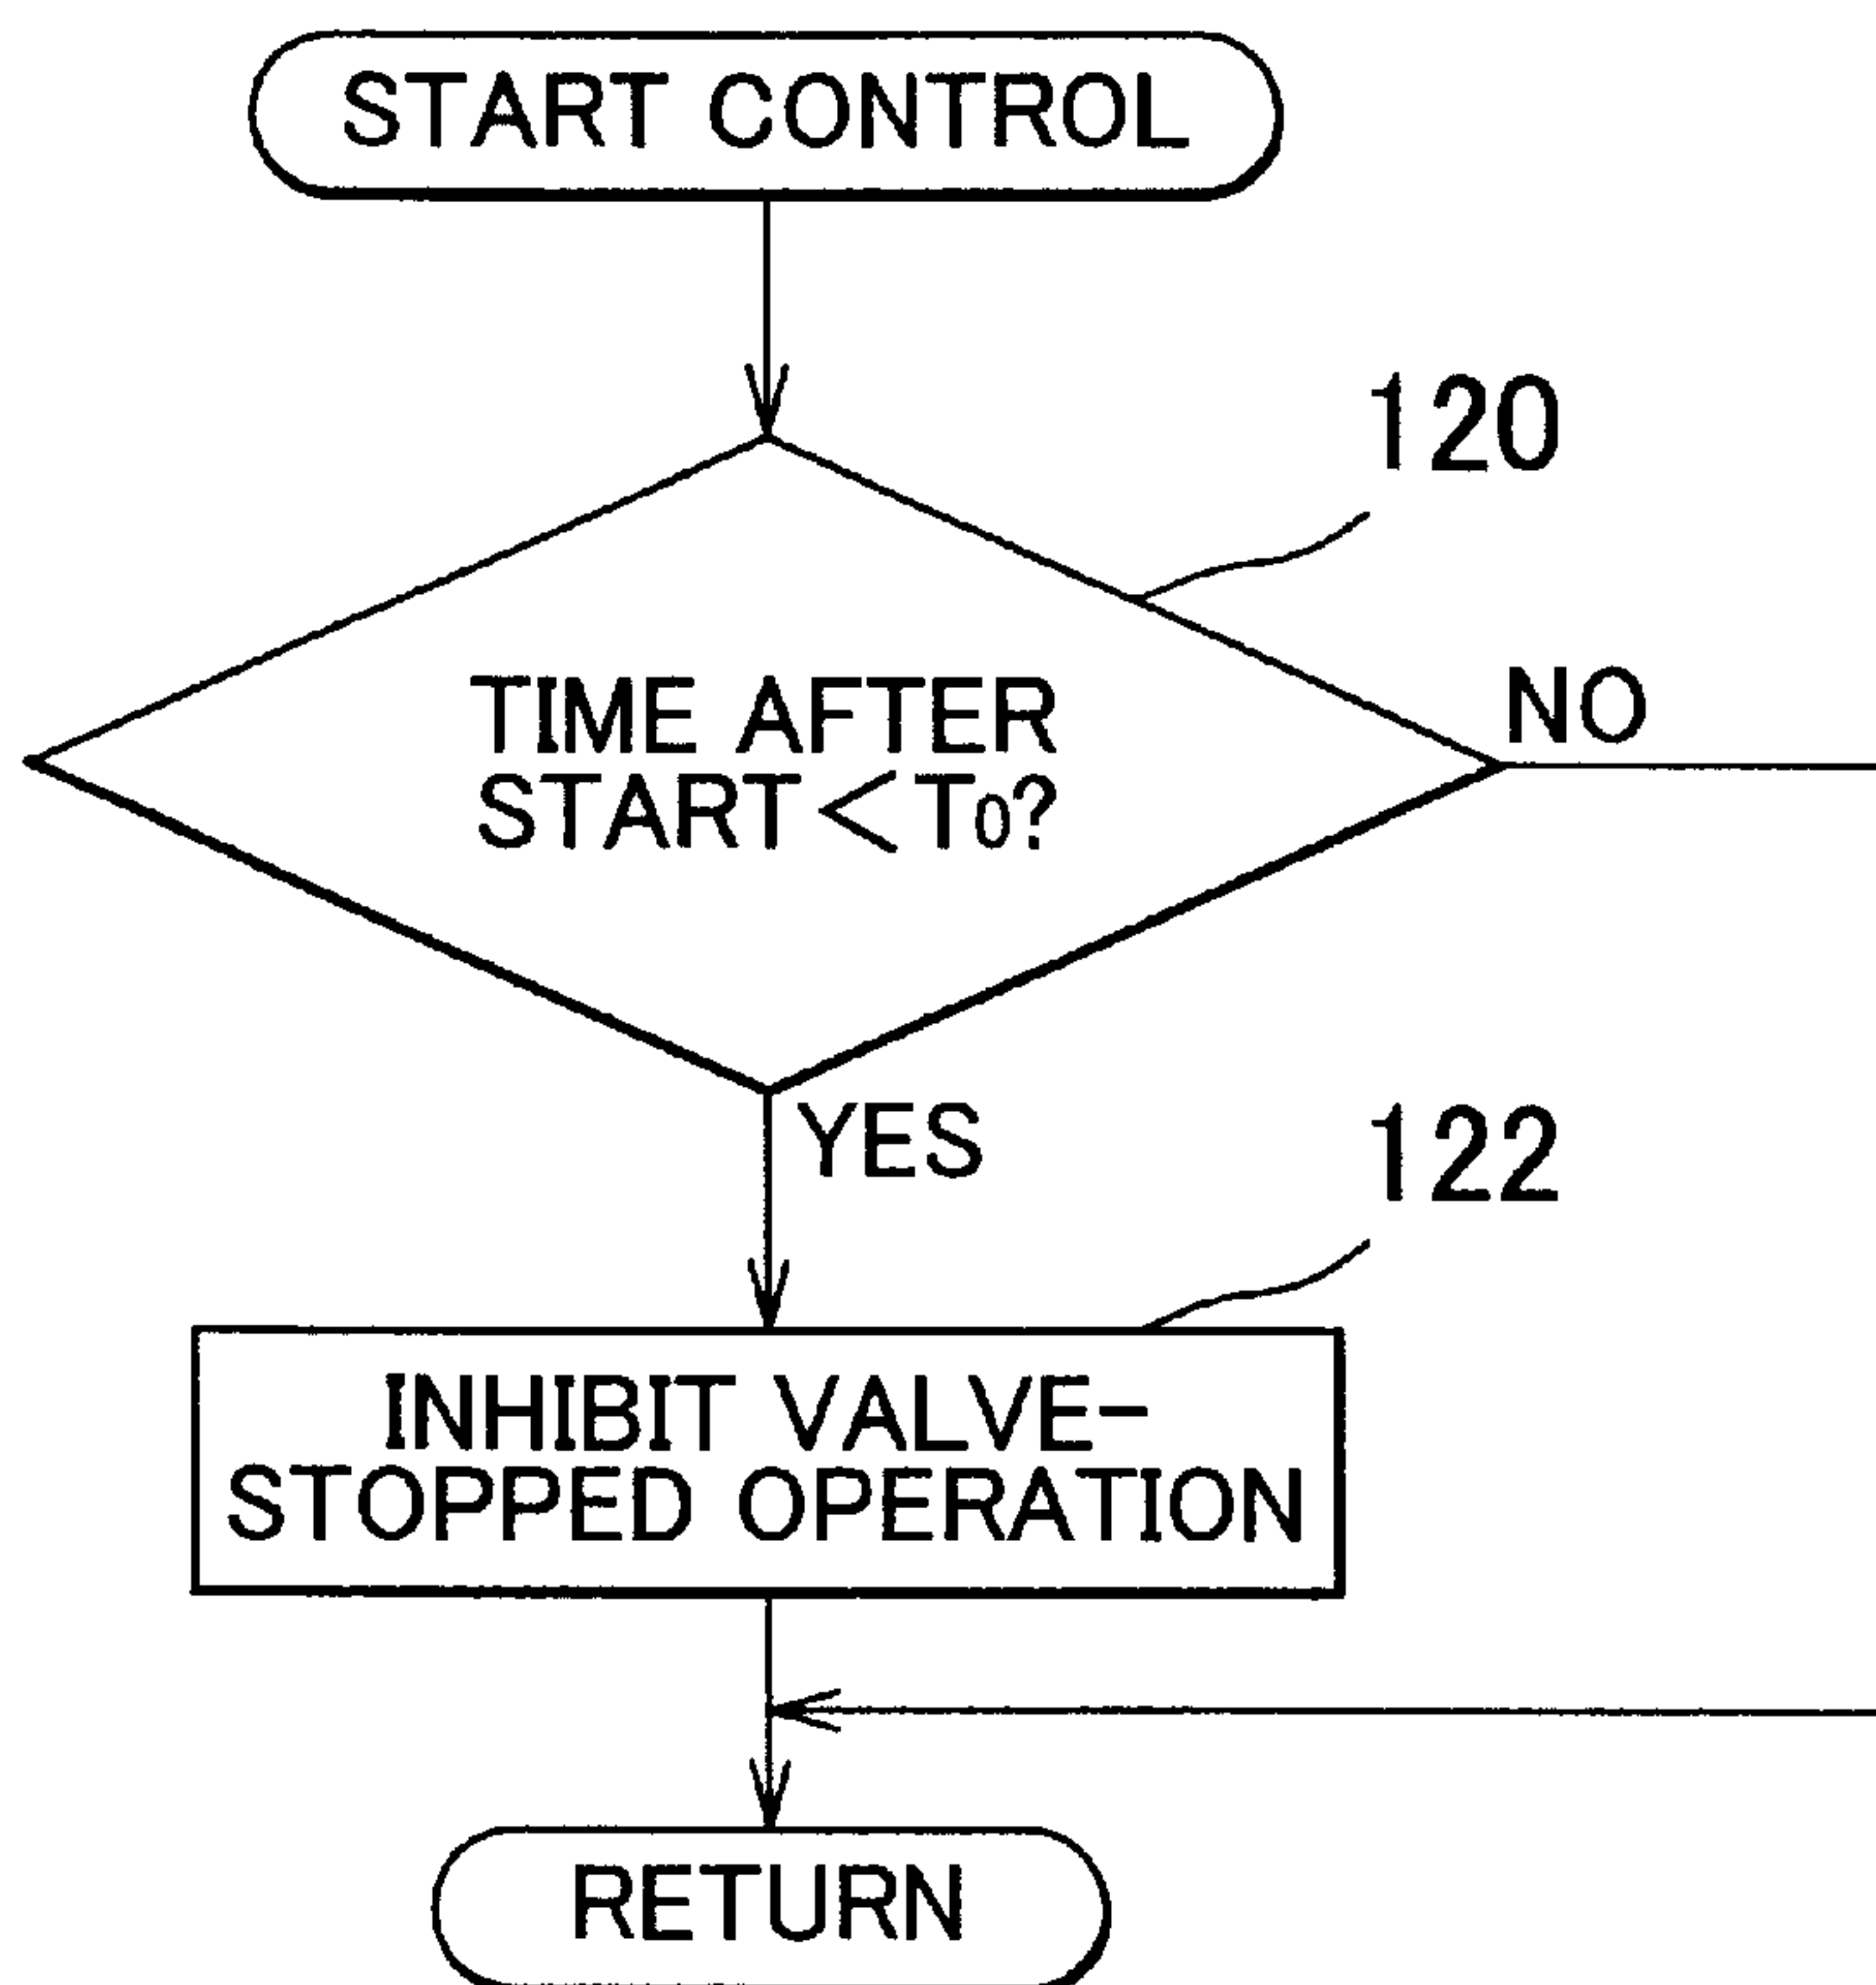 START CONTROL
120
TIME AFTER
START<T₀?
NO
YES
122
INHIBIT VALVE-
STOPPED OPERATION
RETURN